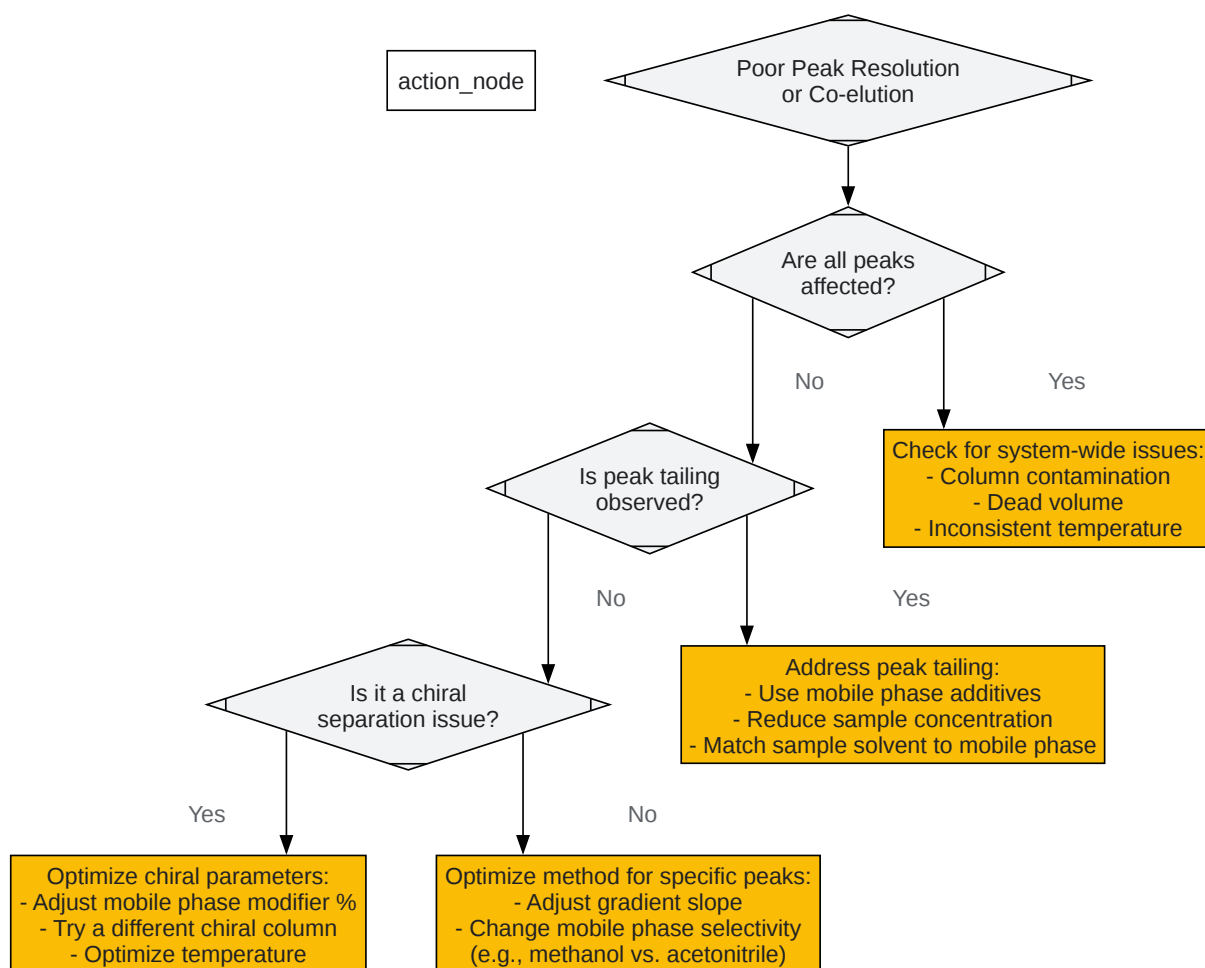 action_node
Poor Peak Resolution
or Co-elution
Are all peaks
affected?
No
Yes
Is peak tailing
observed?
Check for system-wide issues:
- Column contamination
- Dead volume
- Inconsistent temperature
No
Yes
Is it a chiral
separation issue?
Address peak tailing:
- Use mobile phase additives
- Reduce sample concentration
- Match sample solvent to mobile phase
Yes
No
Optimize chiral parameters:
- Adjust mobile phase modifier %
- Try a different chiral column
- Optimize temperature
Optimize method for specific peaks:
- Adjust gradient slope
- Change mobile phase selectivity
(e.g., methanol vs. acetonitrile)